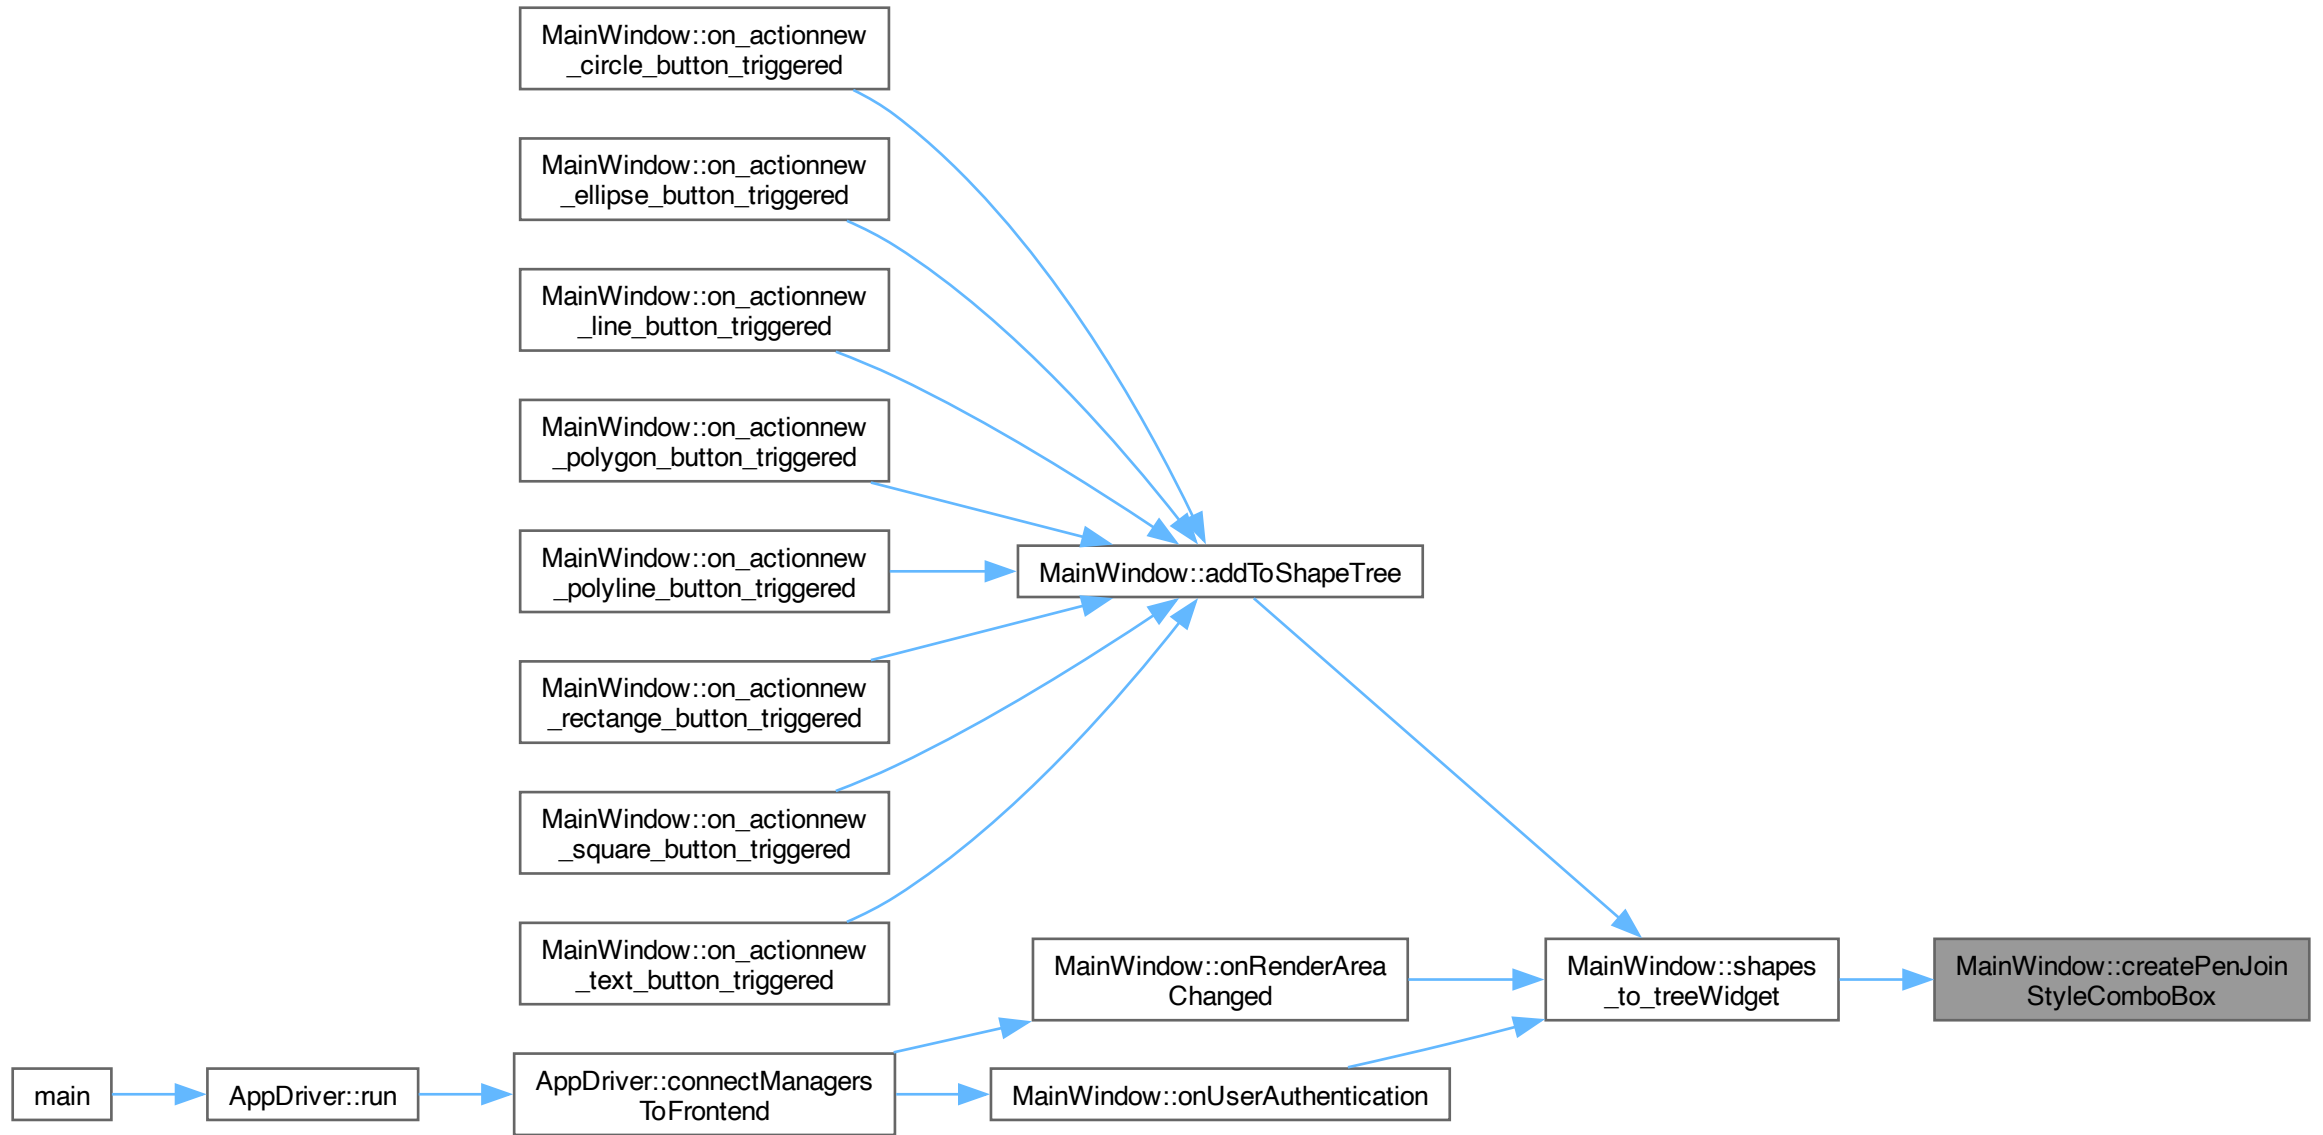 MainWindow::on_actionnew
_circle_button_triggered
MainWindow::on_actionnew
_ellipse_button_triggered
MainWindow::on_actionnew
_line_button_triggered
MainWindow::on_actionnew
_polygon_button_triggered
MainWindow::on_actionnew
_polyline_button_triggered
MainWindow::addToShapeTree
MainWindow::on_actionnew
_rectange_button_triggered
MainWindow::on_actionnew
_square_button_triggered
MainWindow::on_actionnew
_text_button_triggered
MainWindow::onRenderArea
Changed
MainWindow::shapes
_to_treeWidget
MainWindow::createPenJoin
StyleComboBox
main
AppDriver::run
AppDriver::connectManagers
ToFrontend
MainWindow::onUserAuthentication